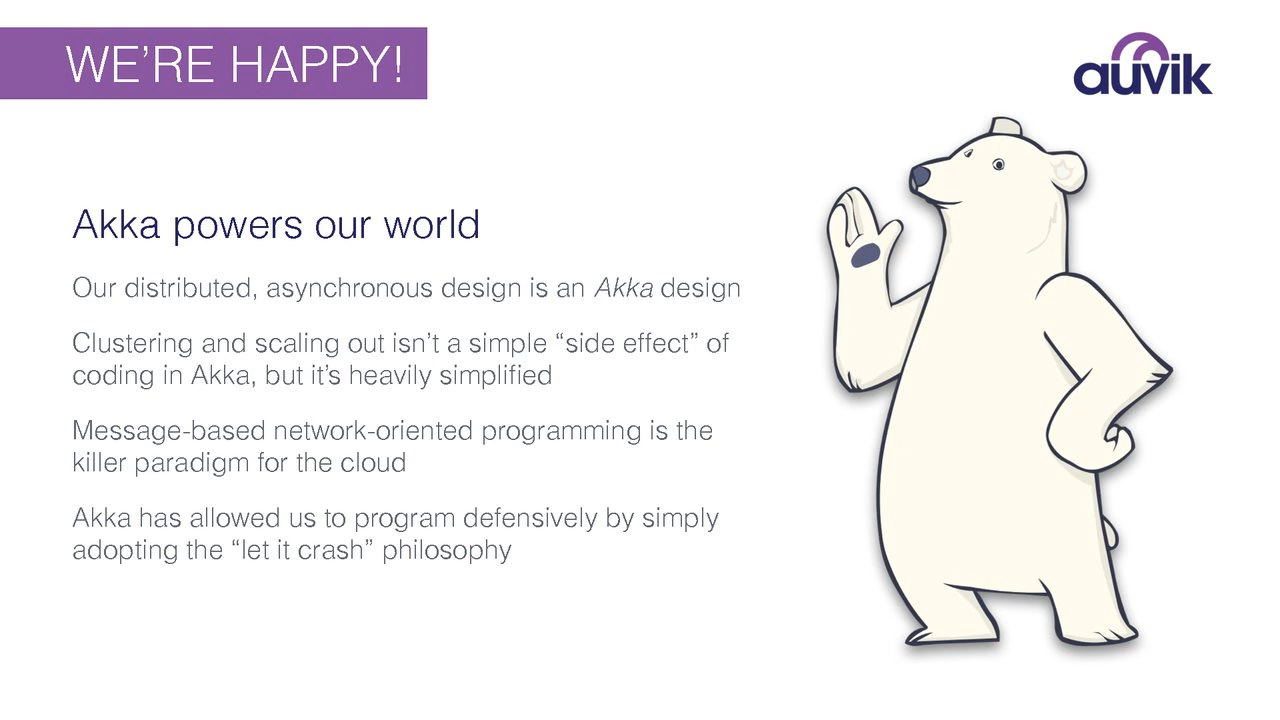 WE’RE HAPPY!
auvik
Akka powers our world
Our distributed, asynchronous design is an Akka design
Clustering and scaling out isn’t a simple “side effect” of
coding in Akka, but it’s heavily simplified
Message-based network-oriented programming is the
killer paradigm for the cloud
Akka has allowed us to program defensively by simply
adopting the “let it crash” philosophy